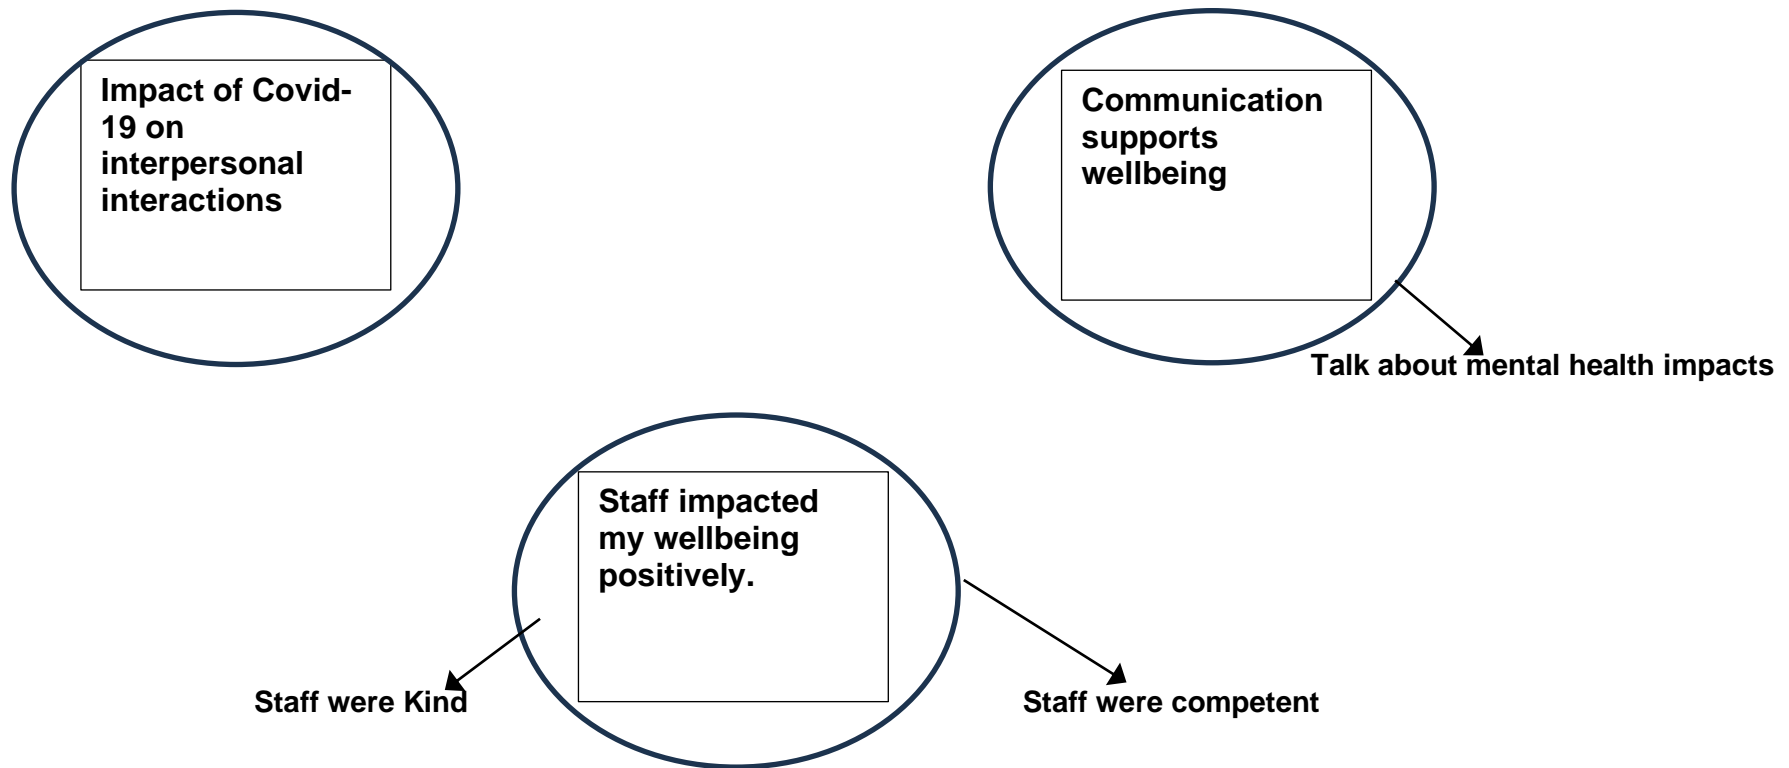 Impact of Covid-
19 on
interpersonal
interactions
Communication
supports
wellbeing
Talk about mental health impacts
Staff impacted
my wellbeing
positively.
Staff were Kind
Staff were competent